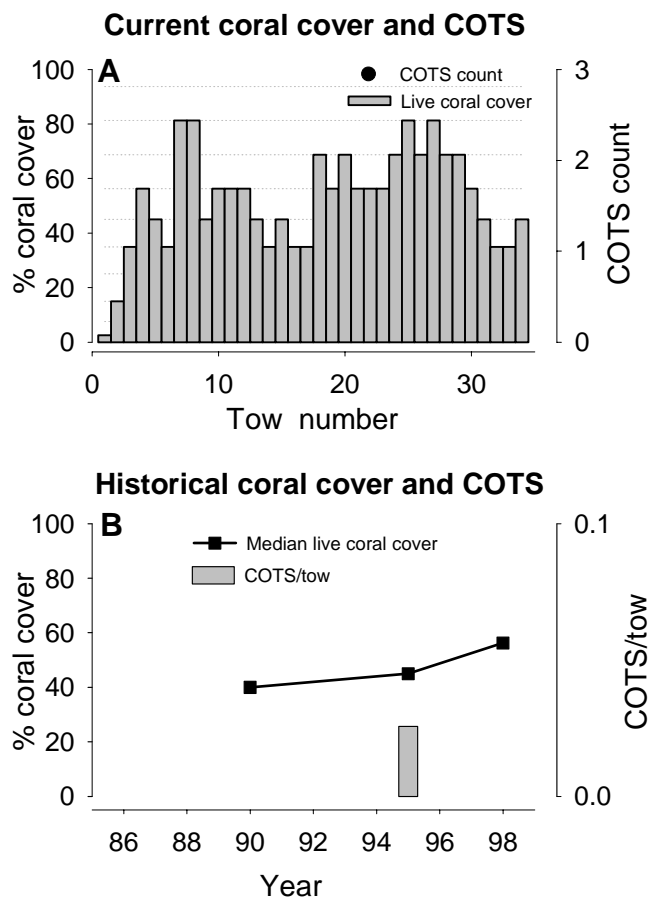 Current coral cover and COTS
A
COTS count
Live coral cover
100
80
60
40
20
0
% coral cover
3
2
1
0
COTS count
0 10 20 30
Tow number
Historical coral cover and COTS
B
Median live coral cover
COTS/tow
100
80
60
40
20
0
% coral cover
0.1
0.0
COTS/tow
86 88 90 92 94 96 98
Year